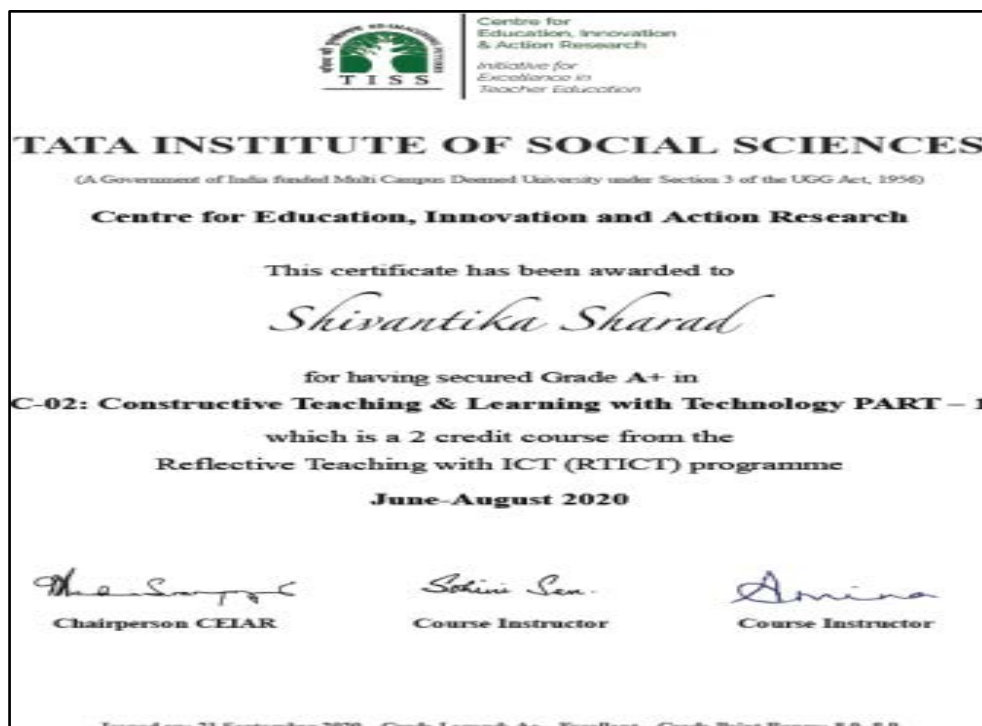 TISS
Centre for
Education, Innovation
& Action Research
Initiative for
Excellence in
Teacher Education
TATA INSTITUTE OF SOCIAL SCIENCES
(A Government of India funded Multi Campus Deemed University under Section 3 of the UGG Act, 1956)
Centre for Education, Innovation and Action Research
This certificate has been awarded to
Shivantika Sharad
for having secured Grade A+ in
C-02: Constructive Teaching & Learning with Technology PART – 1
which is a 2 credit course from the
Reflective Teaching with ICT (RTICT) programme
June-August 2020
Sohini Sen. Amina
Chairperson CEIAR Course Instructor Course Instructor